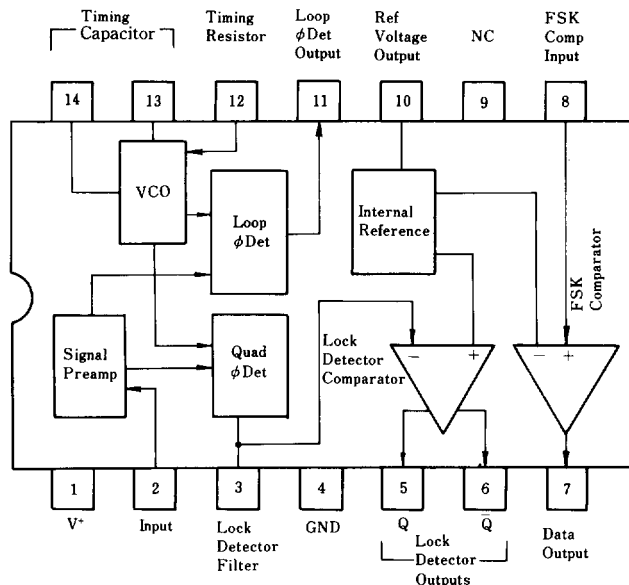 Timing
Capacitor
Timing
Resistor
Loop
φDet
Output
Ref
Voltage
Output
NC
FSK
Comp
Input
14
13
12
11
10
9
8
VCO
Loop
φDet
Internal
Reference
FSK
Comparator
Signal
Preamp
Quad
φDet
Lock
Detector
Comparator
−
+
−
+
1
2
3
4
5
6
7
V⁺
Input
Lock
Detector
Filter
GND
Q
Q̅
Lock
Detector
Outputs
Data
Output